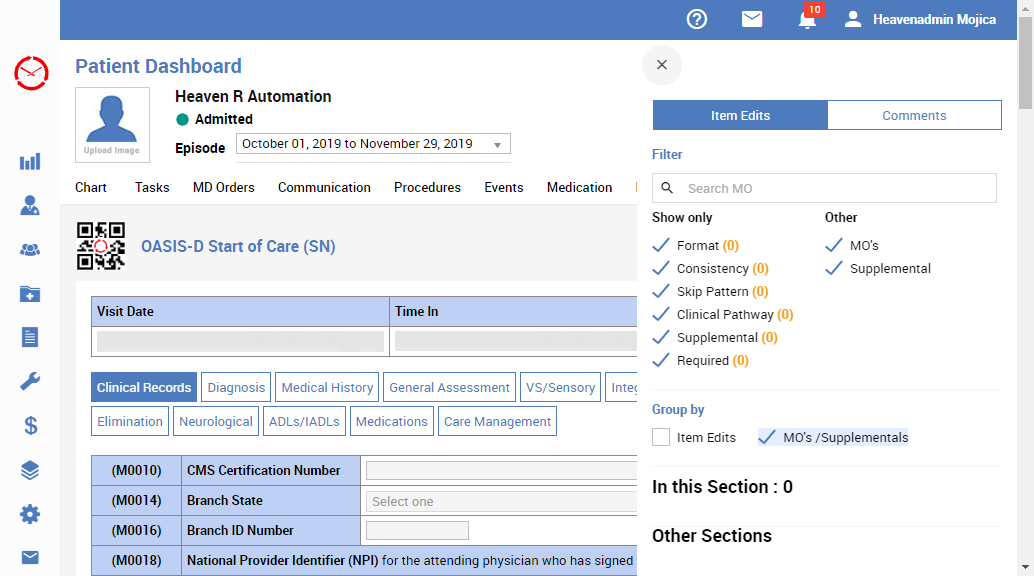 10
Heavenadmin Mojica
Patient Dashboard
Upload Image
Heaven R Automation
Admitted
Episode
October 01, 2019 to November 29, 2019
Chart
Tasks
MD Orders
Communication
Procedures
Events
Medication
OASIS-D Start of Care (SN)
Visit Date
Time In
Clinical Records
Diagnosis
Medical History
General Assessment
VS/Sensory
Elimination
Neurological
ADLs/IADLs
Medications
Care Management
(M0010) CMS Certification Number
(M0014) Branch State
Select one
(M0016) Branch ID Number
(M0018) National Provider Identifier (NPI) for the attending physician who has signed
Item Edits
Comments
Filter
Search MO
Show only
Format (0)
Consistency (0)
Skip Pattern (0)
Clinical Pathway (0)
Supplemental (0)
Required (0)
Other
MO's
Supplemental
Group by
Item Edits
MO's /Supplementals
In this Section : 0
Other Sections